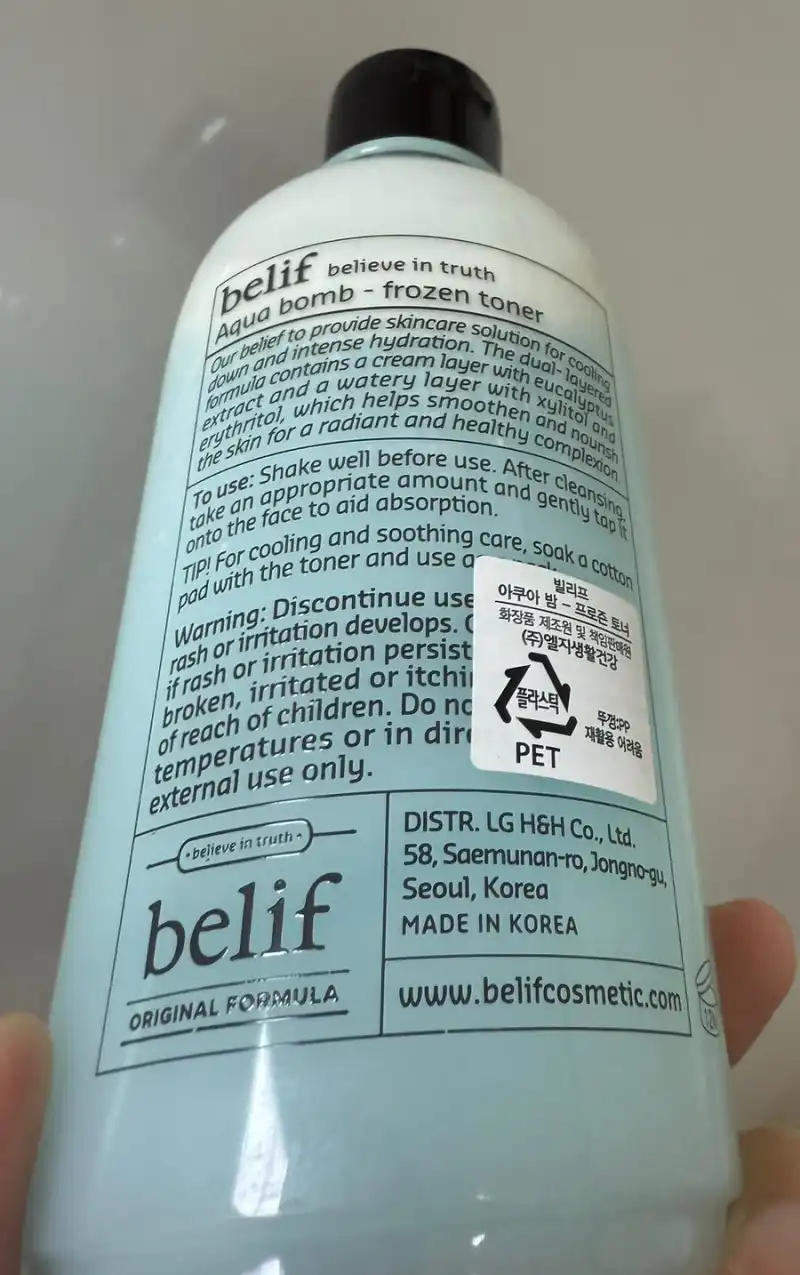 belif believe in truth
Aqua bomb - frozen toner
Our belief to provide skincare solution for cooling
down and intense hydration. The dual-layered
formula contains a cream layer with eucalyptus
extract and a watery layer with xylitol and
erythritol, which helps smoothen and nourish
the skin for a radiant and healthy complexion.
To use: Shake well before use. After cleansing,
take an appropriate amount and gently tap it
onto the face to aid absorption.
TIP! For cooling and soothing care, soak a cotton
pad with the toner and use
Warning: Discontinue use
rash or irritation develops.
if rash or irritation persist
broken, irritated or itchi
of reach of children. Do no
temperatures or in dire
external use only.
빌리프
아쿠아 밤 – 프로즌 토너
화장품 제조원 및 책임판매원
(주)엘지생활건강
플라스틱
PET
뚜껑:PP
재활용 어려움
• believe in truth •
belif
ORIGINAL FORMULA
DISTR. LG H&H Co., Ltd.
58, Saemunan-ro, Jongno-gu,
Seoul, Korea
MADE IN KOREA
www.belifcosmetic.com